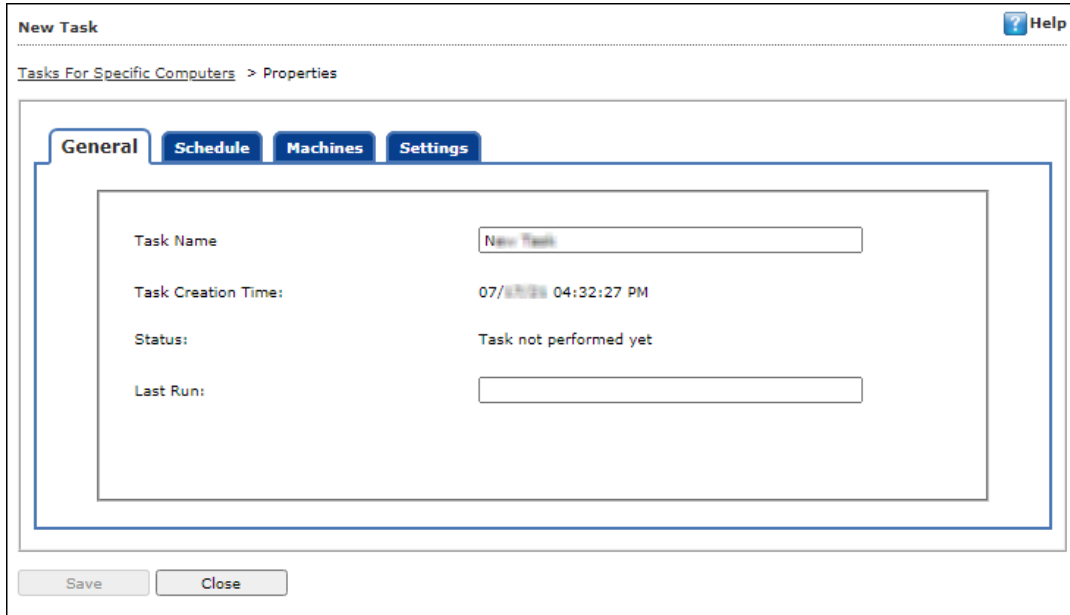 New Task
Help
Tasks For Specific Computers > Properties
General Schedule Machines Settings
Task Name
Task Creation Time: 07/ 04:32:27 PM
Status: Task not performed yet
Last Run:
Save Close